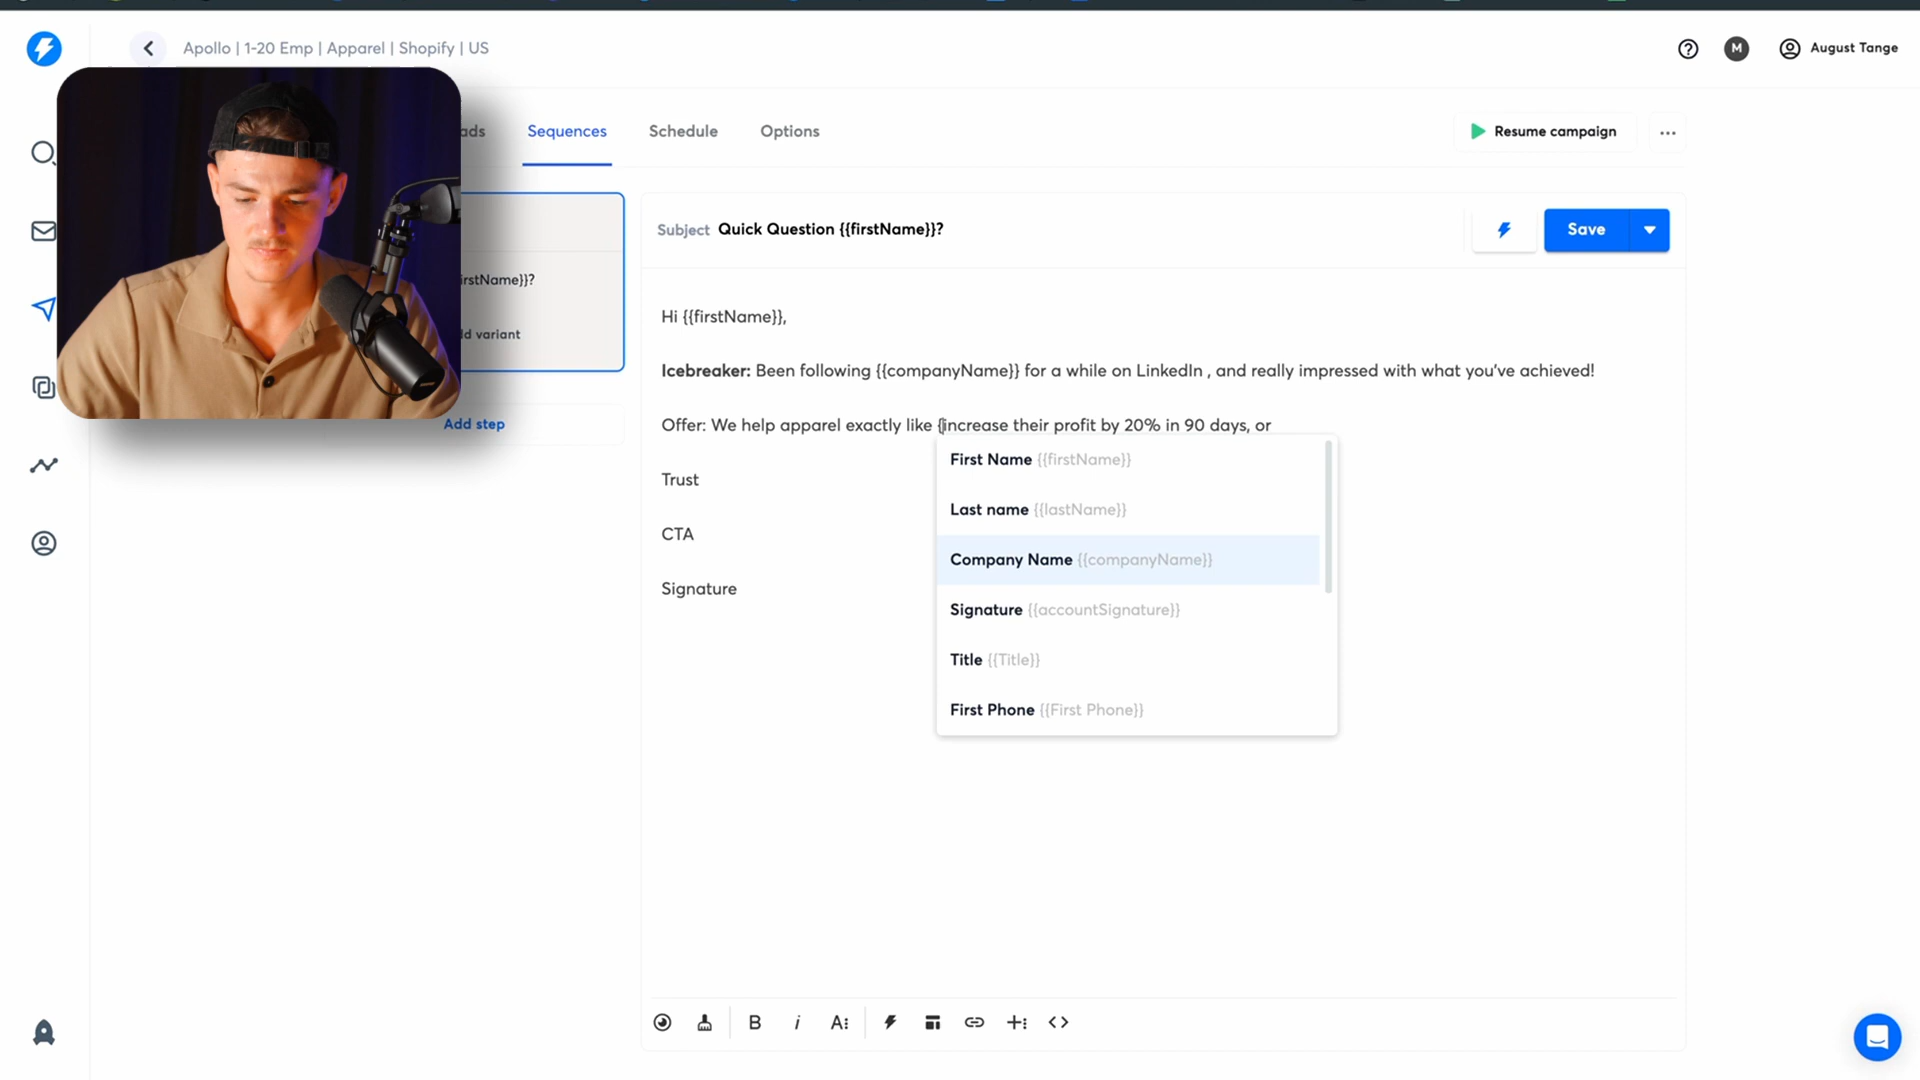 Apollo | 1-20 Emp | Apparel | Shopify | US
M
August Tange
ads
Sequences
Schedule
Options
Resume campaign
Subject
Quick Question {{firstName}}?
Save
irstName}}?
d variant
Add step
Hi {{firstName}},
Icebreaker: Been following {{companyName}} for a while on LinkedIn , and really impressed with what you've achieved!
Offer: We help apparel exactly like {increase their profit by 20% in 90 days, or
Trust
CTA
Signature
First Name {{firstName}}
Last name {{lastName}}
Company Name {{companyName}}
Signature {{accountSignature}}
Title {{Title}}
First Phone {{First Phone}}
B
i
A